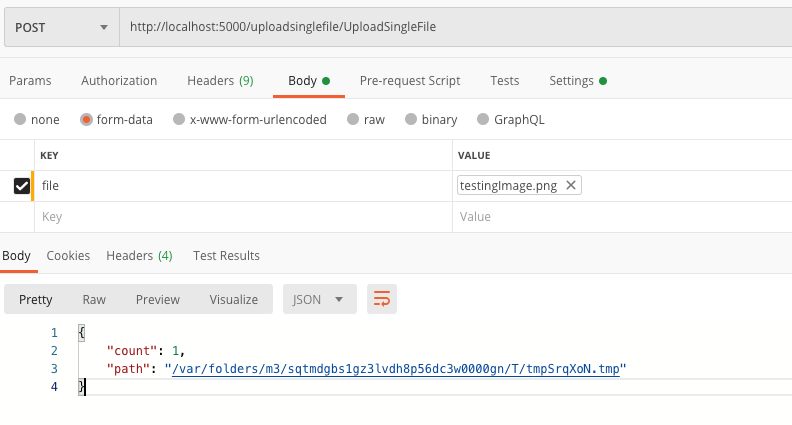 POST http://localhost:5000/uploadsinglefile/UploadSingleFile
Params Authorization Headers (9) Body Pre-request Script Tests Settings
none form-data x-www-form-urlencoded raw binary GraphQL
KEY VALUE
file testingImage.png
Key Value
Body Cookies Headers (4) Test Results
Pretty Raw Preview Visualize JSON
1 {
2 "count": 1,
3 "path": "/var/folders/m3/sqtmdgbs1gz3lvdh8p56dc3w0000gn/T/tmpSrqXoN.tmp"
4 }